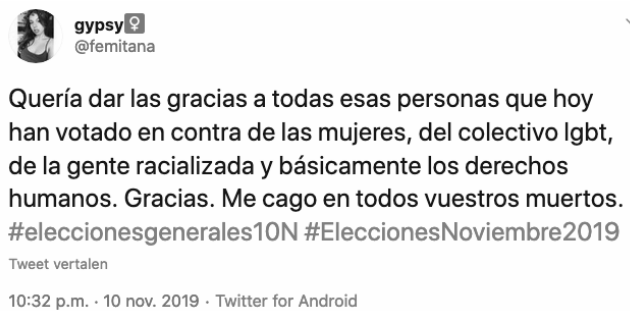 gypsy♀
@femitana
Quería dar las gracias a todas esas personas que hoy
han votado en contra de las mujeres, del colectivo lgbt,
de la gente racializada y básicamente los derechos
humanos. Gracias. Me cago en todos vuestros muertos.
#eleccionesgenerales10N #EleccionesNoviembre2019
Tweet vertalen
10:32 p.m. · 10 nov. 2019 · Twitter for Android